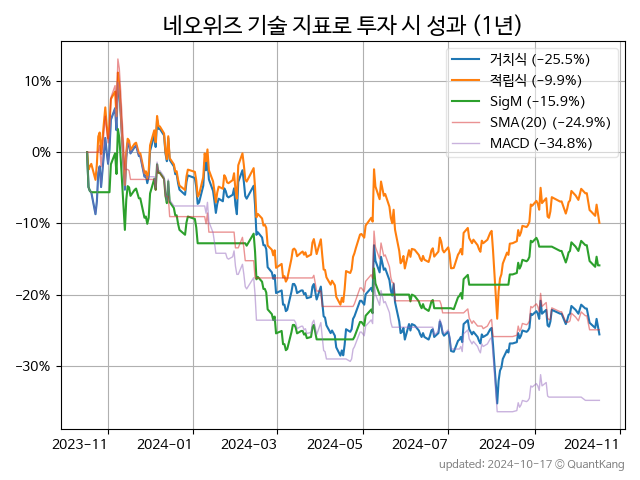 네오위즈 기술 지표로 투자 시 성과 (1년)
거치식 (−25.5%)
적립식 (−9.9%)
SigM (−15.9%)
SMA(20) (−24.9%)
MACD (−34.8%)
10%
0%
−10%
−20%
−30%
2023-11 2024-01 2024-03 2024-05 2024-07 2024-09 2024-11
updated: 2024-10-17 © QuantKang